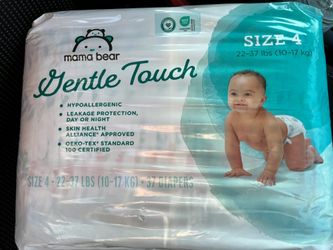 mama bear
SIZE 4
22-37 lbs (10-17 kg)
Gentle Touch
• HYPOALLERGENIC
• LEAKAGE PROTECTION,
DAY OR NIGHT
• SKIN HEALTH
ALLIANCE® APPROVED
• OEKO-TEX® STANDARD
100 CERTIFIED
SIZE 4 • 22-37 LBS (10-17 KG) • 37 DIAPERS